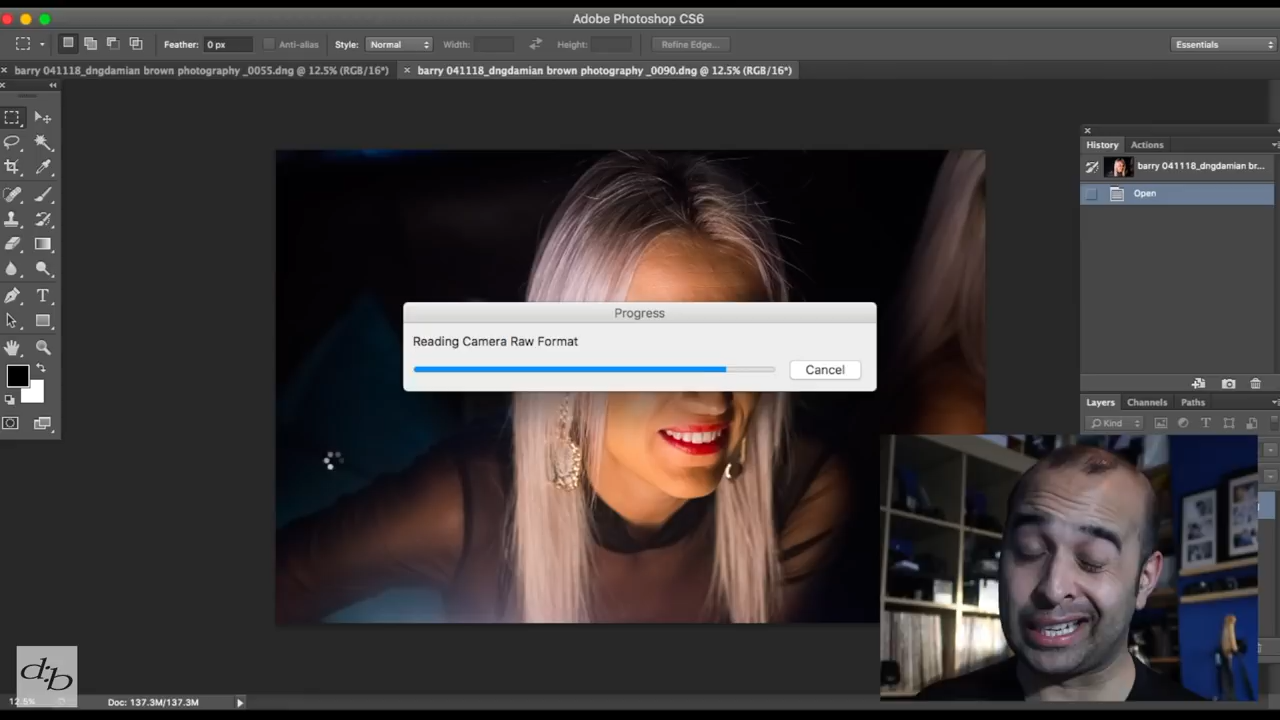 Adobe Photoshop CS6
Feather: 0 px Anti-alias Style: Normal Width: Height: Refine Edge... Essentials
barry 041118_dngdamian brown photography _0055.dng @ 12.5% (RGB/16*) barry 041118_dngdamian brown photography _0090.dng @ 12.5% (RGB/16*)
History Actions
barry 041118_dngdamian br...
Open
Progress
Reading Camera Raw Format
Cancel
Layers Channels Paths
Kind
d:b
12.5% Doc: 137.3M/137.3M